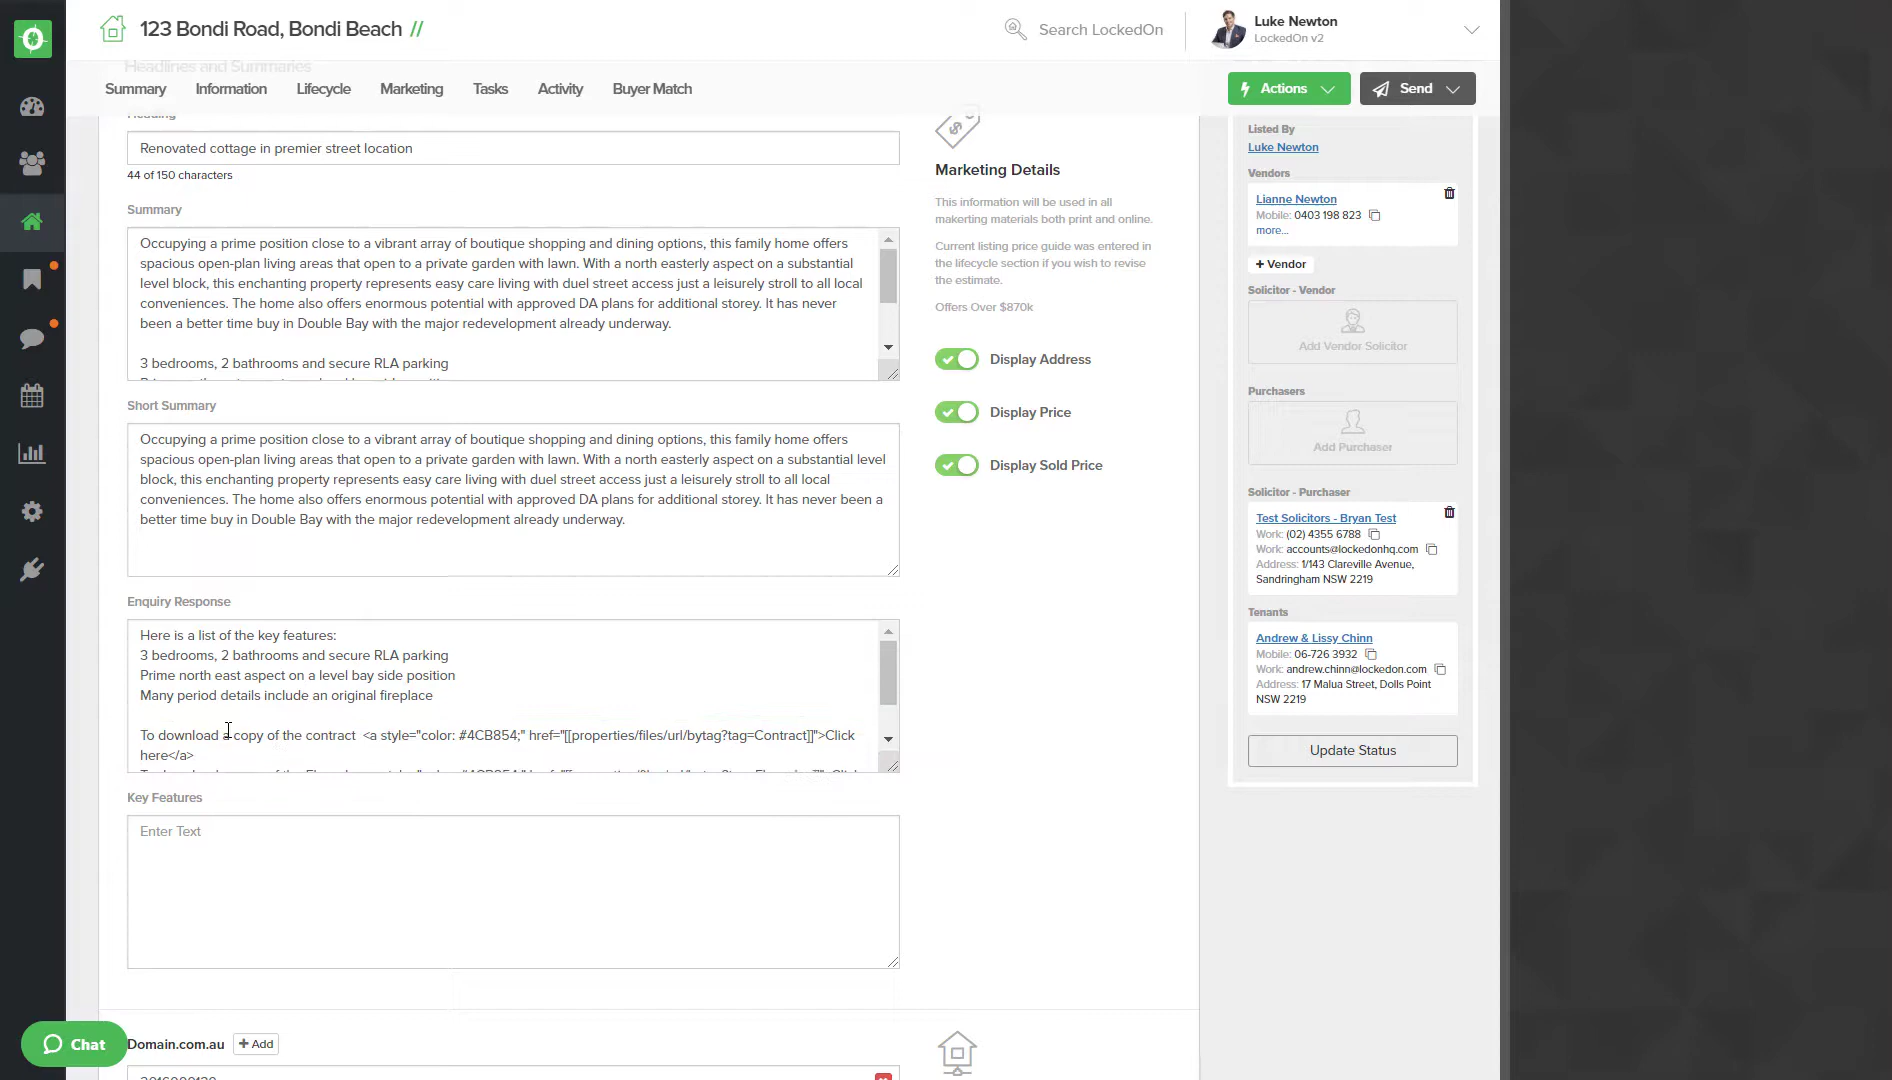 123 Bondi Road, Bondi Beach //
Search LockedOn
Luke Newton
LockedOn v2
Headlines and Summaries
Summary
Information
Lifecycle
Marketing
Tasks
Activity
Buyer Match
Actions
Send
Heading
Renovated cottage in premier street location
44 of 150 characters
Summary
Occupying a prime position close to a vibrant array of boutique shopping and dining options, this family home offers
spacious open-plan living areas that open to a private garden with lawn. With a north easterly aspect on a substantial
level block, this enchanting property represents easy care living with duel street access just a leisurely stroll to all local
conveniences. The home also offers enormous potential with approved DA plans for additional storey. It has never
been a better time buy in Double Bay with the major redevelopment already underway.
3 bedrooms, 2 bathrooms and secure RLA parking
Short Summary
Occupying a prime position close to a vibrant array of boutique shopping and dining options, this family home offers
spacious open-plan living areas that open to a private garden with lawn. With a north easterly aspect on a substantial level
block, this enchanting property represents easy care living with duel street access just a leisurely stroll to all local
conveniences. The home also offers enormous potential with approved DA plans for additional storey. It has never been a
better time buy in Double Bay with the major redevelopment already underway.
Enquiry Response
Here is a list of the key features:
3 bedrooms, 2 bathrooms and secure RLA parking
Prime north east aspect on a level bay side position
Many period details include an original fireplace
To download a copy of the contract <a style="color: #4CB854;" href="[[properties/files/url/bytag?tag=Contract]]">Click
here</a>
Key Features
Enter Text
Domain.com.au
+ Add
Chat
Marketing Details
This information will be used in all
makerting materials both print and online.
Current listing price guide was entered in
the lifecycle section if you wish to revise
the estimate.
Offers Over $870k
Display Address
Display Price
Display Sold Price
Listed By
Luke Newton
Vendors
Lianne Newton
Mobile: 0403 198 823
more...
+ Vendor
Solicitor - Vendor
Add Vendor Solicitor
Purchasers
Add Purchaser
Solicitor - Purchaser
Test Solicitors - Bryan Test
Work: (02) 4355 6788
Work: accounts@lockedonhq.com
Address: 1/143 Clareville Avenue,
Sandringham NSW 2219
Tenants
Andrew & Lissy Chinn
Mobile: 06-726 3932
Work: andrew.chinn@lockedon.com
Address: 17 Malua Street, Dolls Point
NSW 2219
Update Status